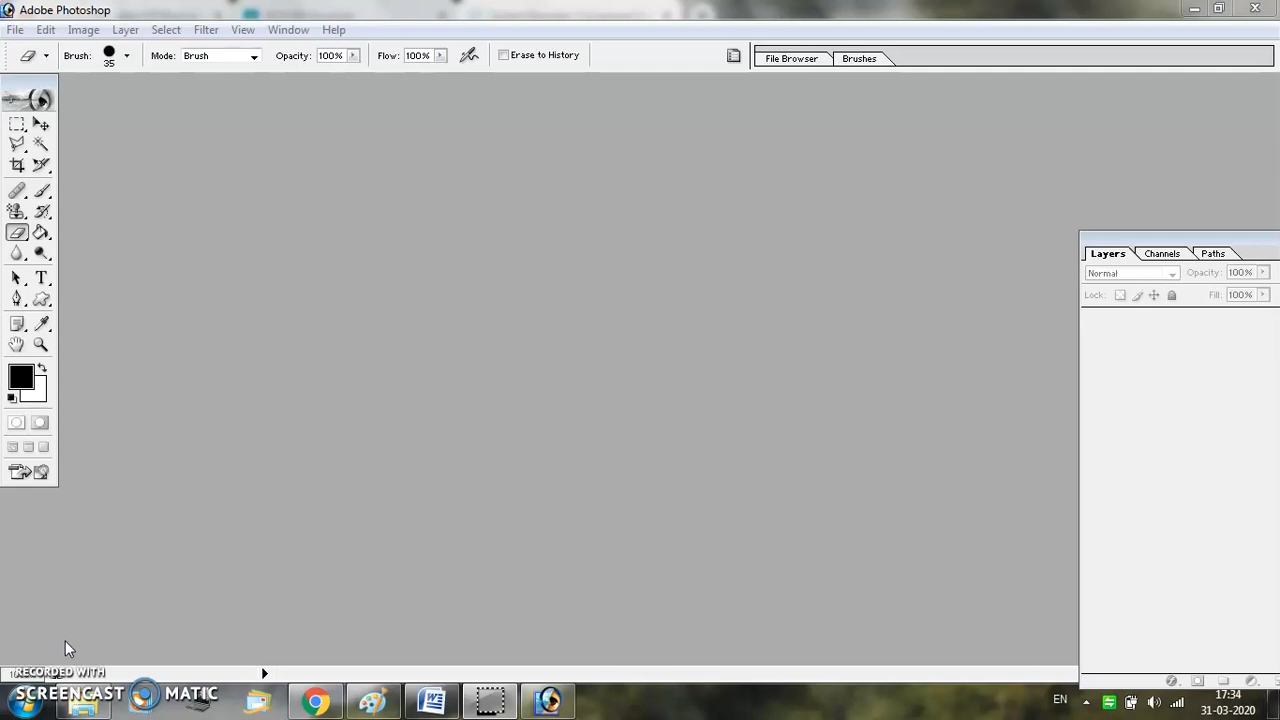 Adobe Photoshop
File Edit Image Layer Select Filter View Window Help
Brush: 35 Mode: Brush Opacity: 100% Flow: 100% Erase to History File Browser Brushes
Layers Channels Paths
Normal Opacity: 100%
Lock: Fill: 100%
RECORDED WITH
SCREENCAST MATIC
EN
17:34
31-03-2020